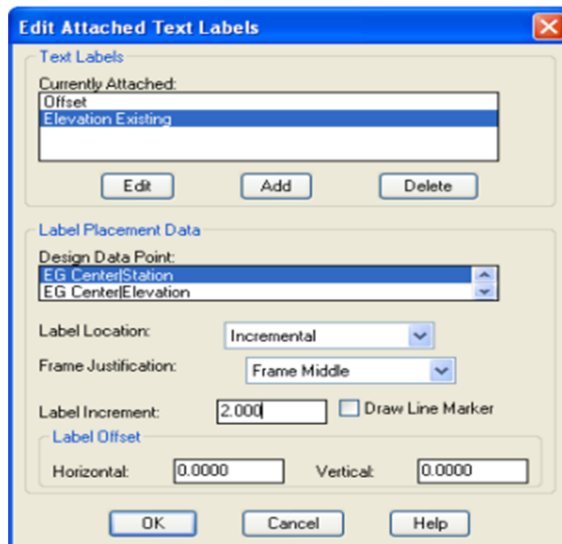 Edit Attached Text Labels
Text Labels
Currently Attached:
Offset
Elevation Existing
Edit Add Delete
Label Placement Data
Design Data Point:
EG Center|Station
EG Center|Elevation
Label Location: Incremental
Frame Justification: Frame Middle
Label Increment: 2.000 Draw Line Marker
Label Offset
Horizontal: 0.0000 Vertical: 0.0000
OK Cancel Help